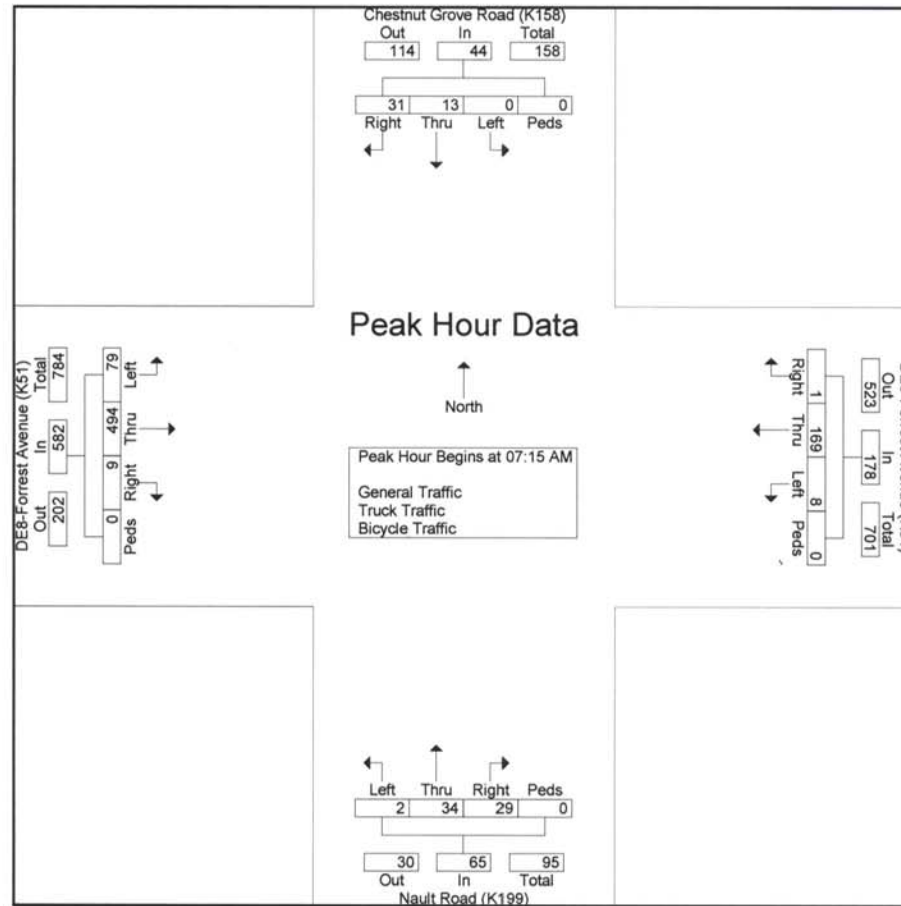 Chestnut Grove Road (K158)
Out In Total
114 44 158
31 13 0 0
Right Thru Left Peds
Peak Hour Data
North
Peak Hour Begins at 07:15 AM
General Traffic
Truck Traffic
Bicycle Traffic
DE8-Forrest Avenue (K51)
Out In Total
202 582 784
Peds Right Thru Left
0 9 494 79
Out In Total
523 178 701
1 169 8 0
Right Thru Left Peds
Left Thru Right Peds
2 34 29 0
30 65 95
Out In Total
Nault Road (K199)